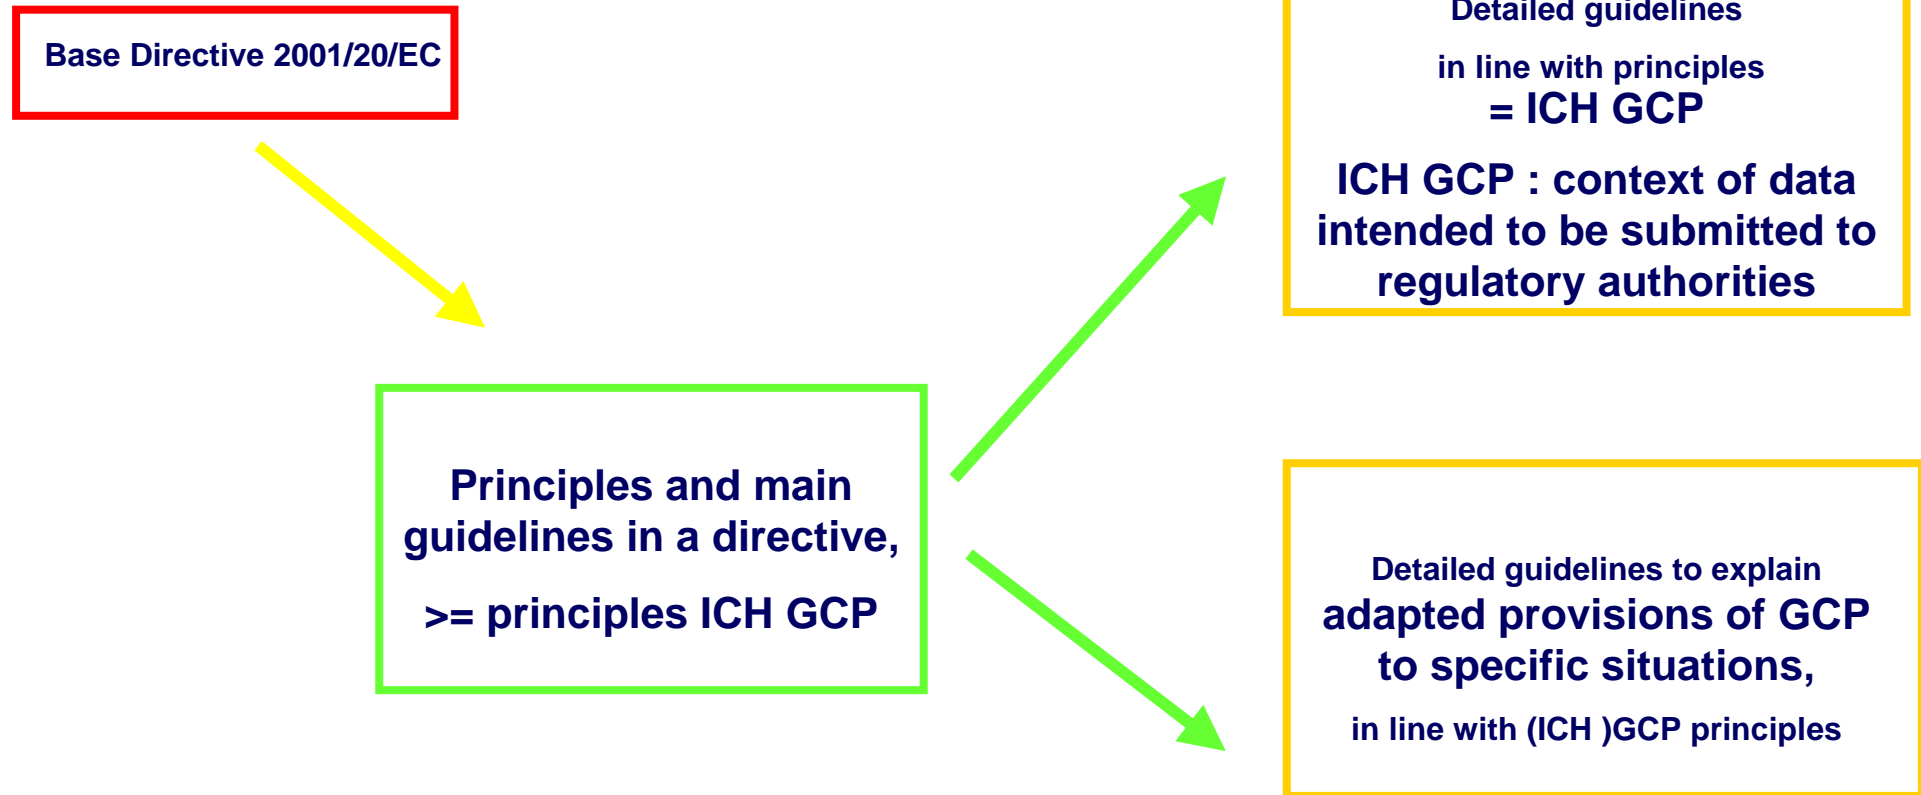 Base Directive 2001/20/EC
Detailed guidelines
in line with principles
= ICH GCP
ICH GCP : context of data
intended to be submitted to
regulatory authorities
Principles and main
guidelines in a directive,
>= principles ICH GCP
Detailed guidelines to explain
adapted provisions of GCP
to specific situations,
in line with (ICH )GCP principles